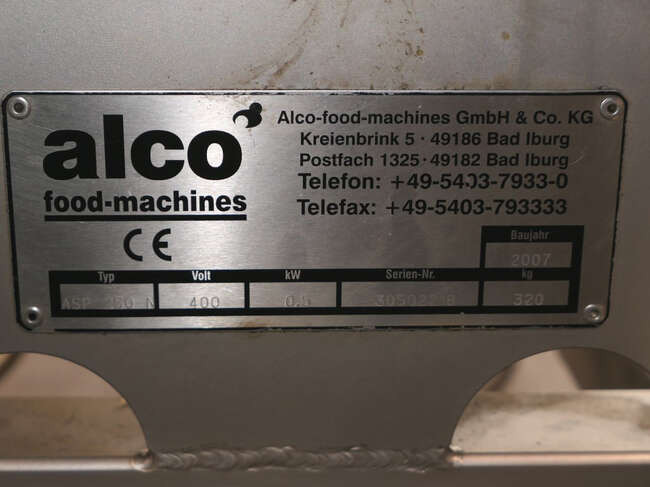 alco
food-machines
Alco-food-machines GmbH & Co. KG
Kreienbrink 5 · 49186 Bad Iburg
Postfach 1325 · 49182 Bad Iburg
Telefon: +49-5403-7933-0
Telefax: +49-5403-793333
CE
Baujahr
2007
Typ Volt kW Serien-Nr. kg
ASP N 400 320